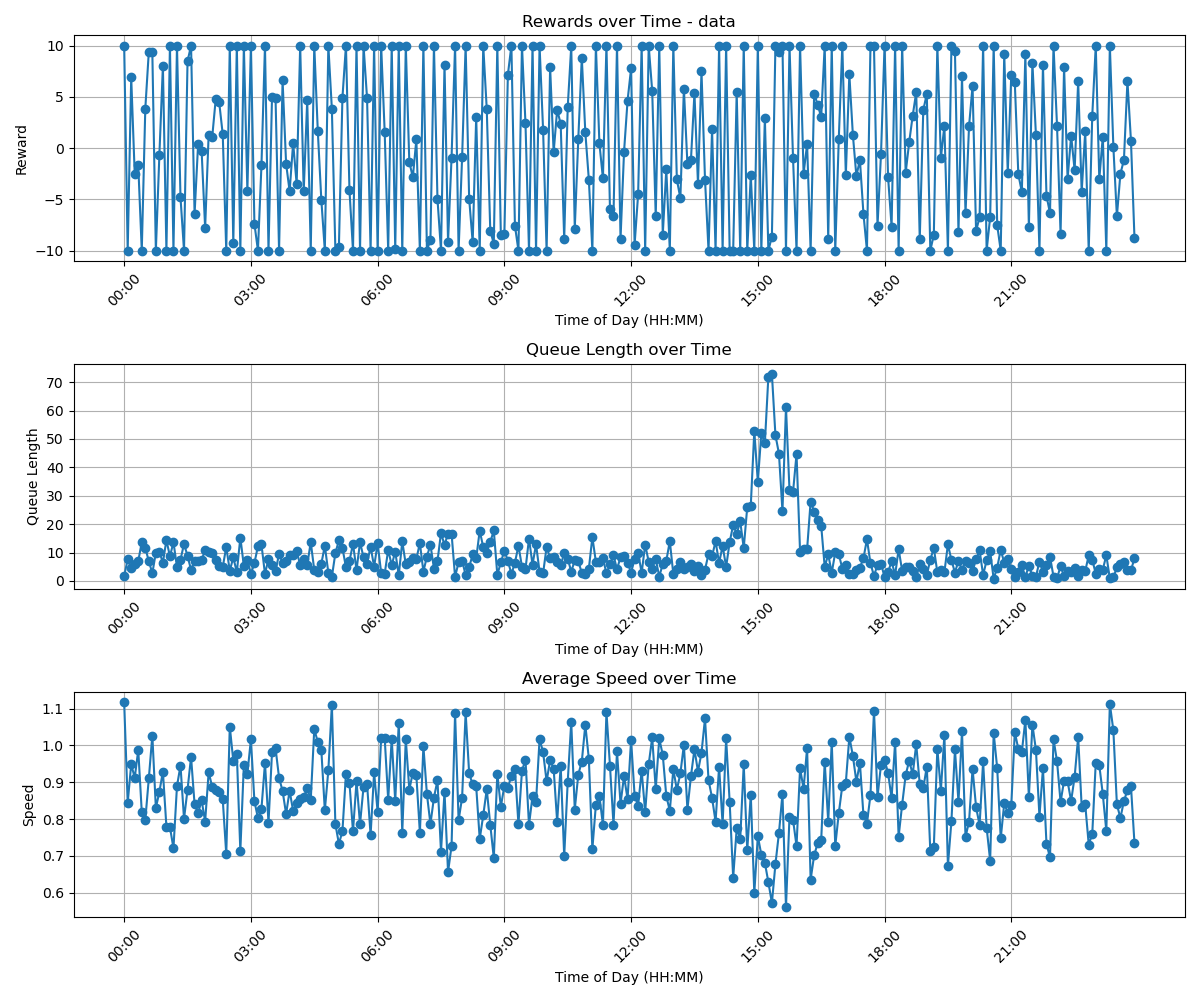 Rewards over Time - data
10
5
0
−5
−10
Reward
00:00 03:00 06:00 09:00 12:00 15:00 18:00 21:00
Time of Day (HH:MM)
Queue Length over Time
70
60
50
40
30
20
10
0
Queue Length
00:00 03:00 06:00 09:00 12:00 15:00 18:00 21:00
Time of Day (HH:MM)
Average Speed over Time
1.1
1.0
0.9
0.8
0.7
0.6
Speed
00:00 03:00 06:00 09:00 12:00 15:00 18:00 21:00
Time of Day (HH:MM)